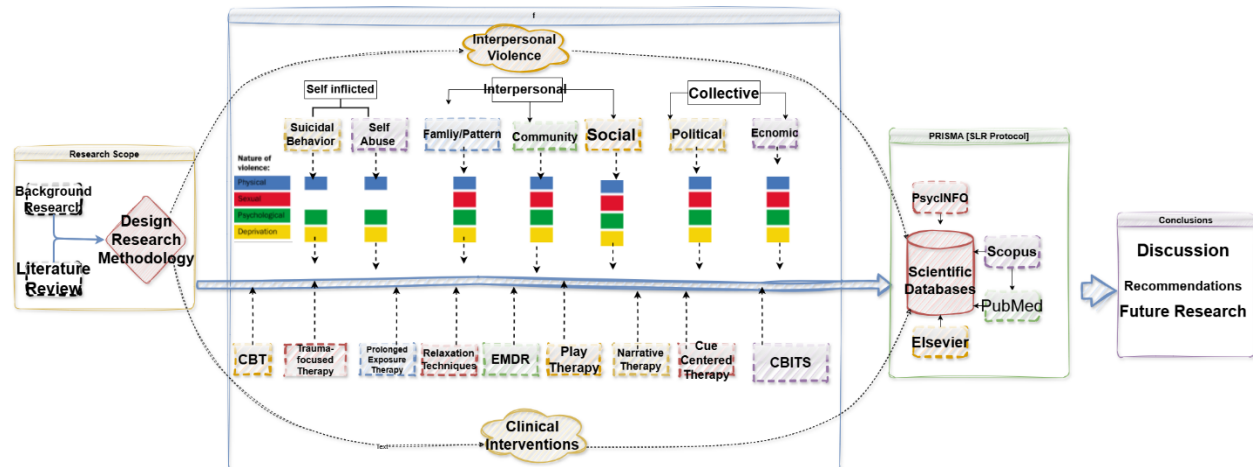 f
Interpersonal
Violence
Self inflicted
Interpersonal
Collective
Suicidal
Behavior
Self
Abuse
Famliy/Pattern
Community
Social
Political
Ecnomic
Nature of
violence:
Physical
Sexual
Psychological
Deprivation
Research Scope
Background
Research
Literature
Review
Design
Research
Methodology
CBT
Trauma-
focused
Therapy
Prolonged
Exposure
Therapy
Relaxation
Techniques
EMDR
Play
Therapy
Narrative
Therapy
Cue
Centered
Therapy
CBITS
Text
Clinical
Interventions
PRISMA [SLR Protocol]
PsycINFO
Scientific
Databases
Scopus
PubMed
Elsevier
Conclusions
Discussion
Recommendations
Future Research